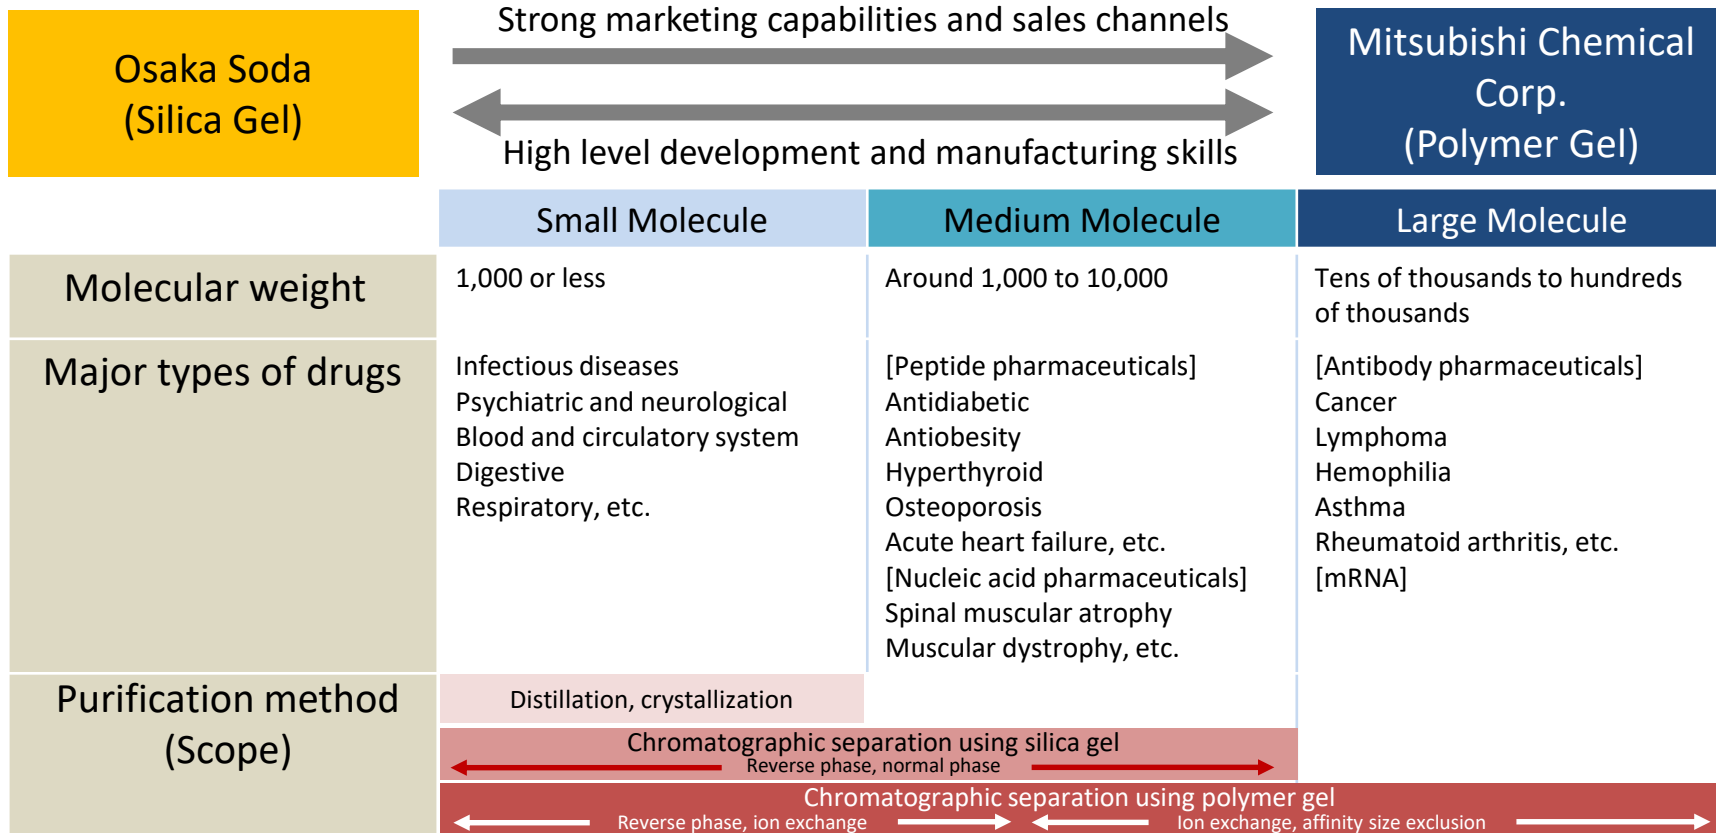 Strong marketing capabilities and sales channels
Osaka Soda
(Silica Gel)
Mitsubishi Chemical
Corp.
(Polymer Gel)
High level development and manufacturing skills
Small Molecule
Medium Molecule
Large Molecule
Molecular weight
1,000 or less
Around 1,000 to 10,000
Tens of thousands to hundreds
of thousands
Major types of drugs
Infectious diseases
Psychiatric and neurological
Blood and circulatory system
Digestive
Respiratory, etc.
[Peptide pharmaceuticals]
Antidiabetic
Antiobesity
Hyperthyroid
Osteoporosis
Acute heart failure, etc.
[Nucleic acid pharmaceuticals]
Spinal muscular atrophy
Muscular dystrophy, etc.
[Antibody pharmaceuticals]
Cancer
Lymphoma
Hemophilia
Asthma
Rheumatoid arthritis, etc.
[mRNA]
Purification method
(Scope)
Distillation, crystallization
Chromatographic separation using silica gel
Reverse phase, normal phase
Chromatographic separation using polymer gel
Reverse phase, ion exchange
Ion exchange, affinity size exclusion